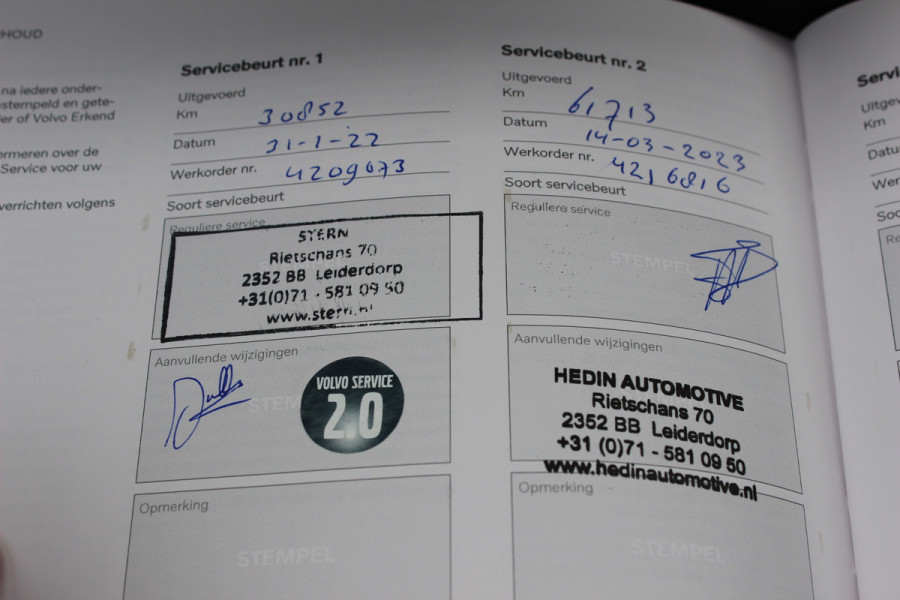 HOUD
na iedere onder-
estempeld en gete-
er of Volvo Erkend
ormeren over de
Service voor uw
verrichten volgens
Servicebeurt nr. 1
Uitgevoerd
Km 30852
Datum 31-1-22
Werkorder nr. 4209673
Soort servicebeurt
Reguliere service
STERN
Rietschans 70
2352 BB Leiderdorp
+31(0)71 - 581 09 50
www.stern.nl
Aanvullende wijzigingen
STEM
VOLVO SERVICE
2.0
Opmerking
STEMPEL
Servicebeurt nr. 2
Uitgevoerd
Km 61713
Datum 14-03-2023
Werkorder nr. 4216816
Soort servicebeurt
Reguliere service
STEMPEL
Aanvullende wijzigingen
HEDIN AUTOMOTIVE
Rietschans 70
2352 BB Leiderdorp
+31 (0)71 - 581 09 50
www.hedinautomotive.nl
Opmerking
STEMPEL
Servi
Uitgev
Km
Datu
Wer
Soo
Re